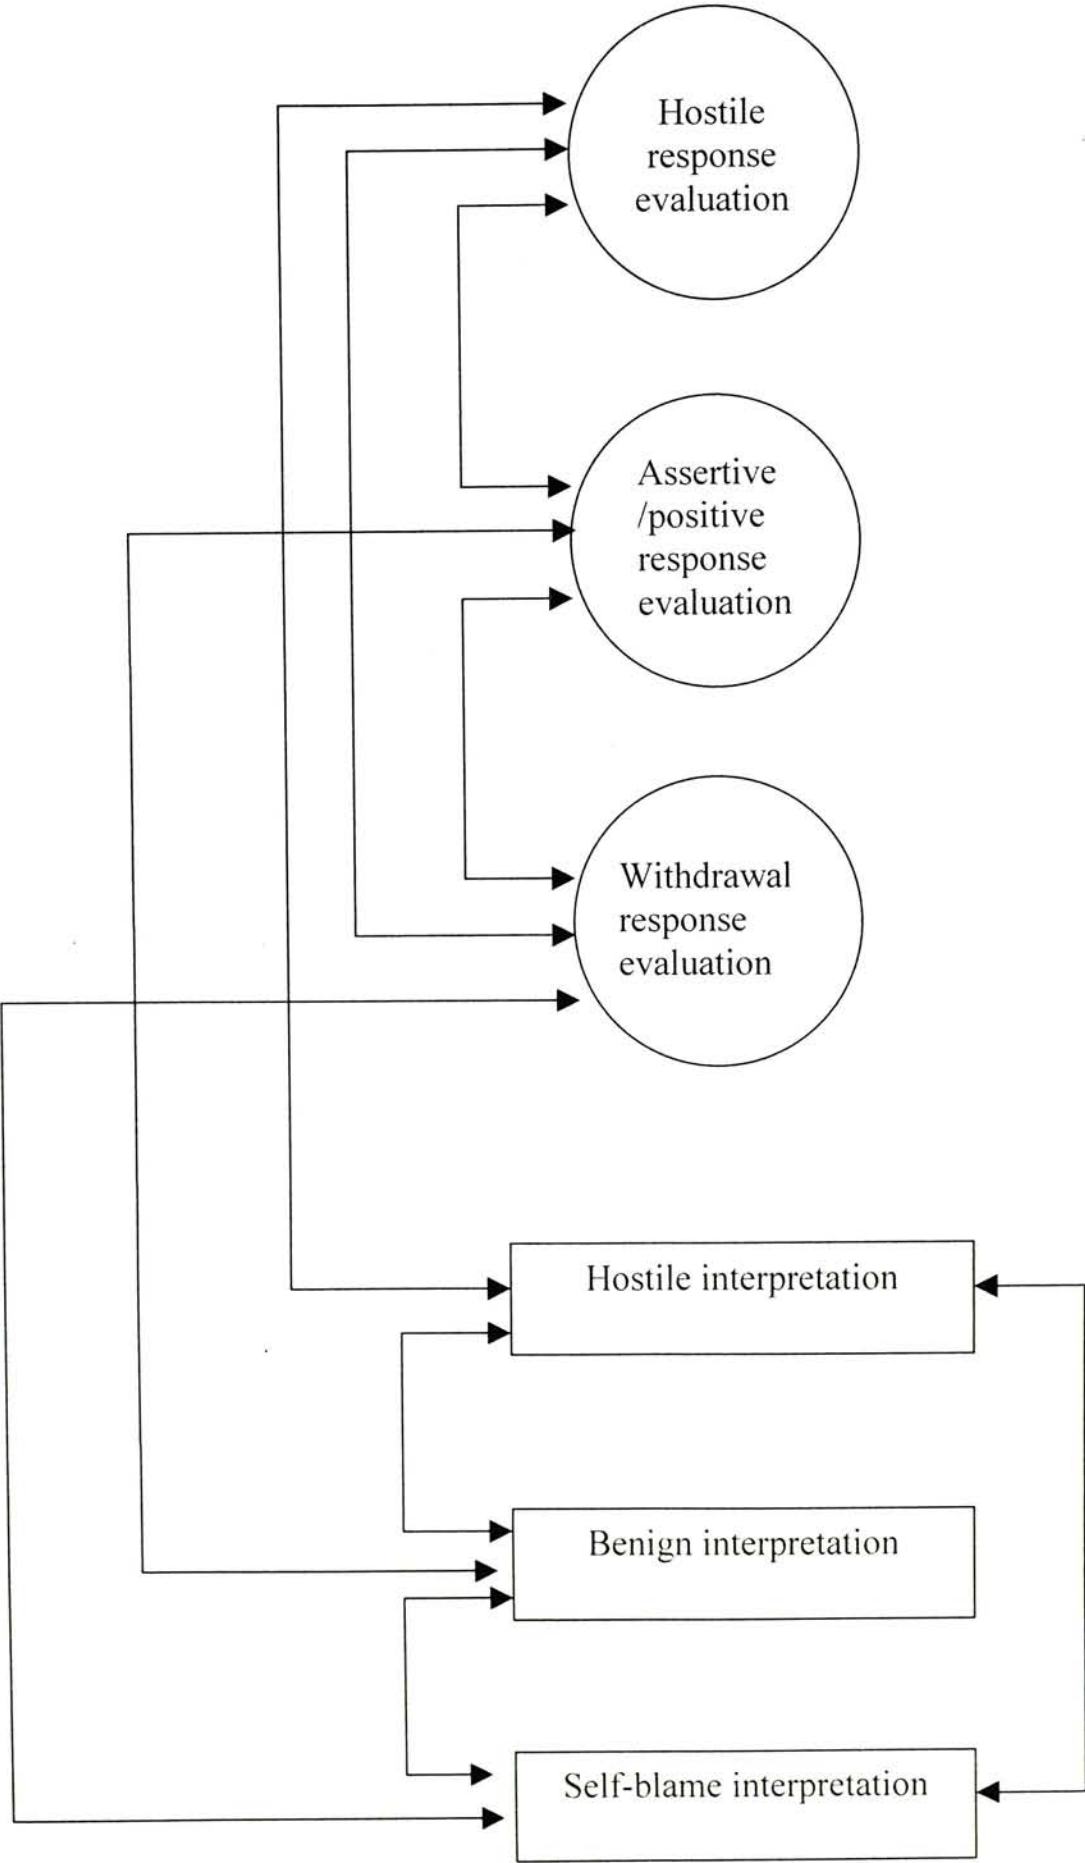 Hostile
response
evaluation
Assertive
/positive
response
evaluation
Withdrawal
response
evaluation
Hostile interpretation
Benign interpretation
Self-blame interpretation